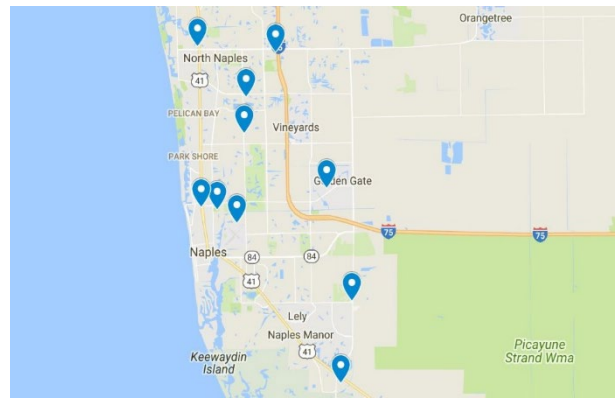 Orangetree
North Naples
41
PELICAN BAY
Vineyards
PARK SHORE
Golden Gate
75
75
Naples
84
84
41
Lely
Naples Manor
41
Keewaydin
Island
Picayune
Strand Wma